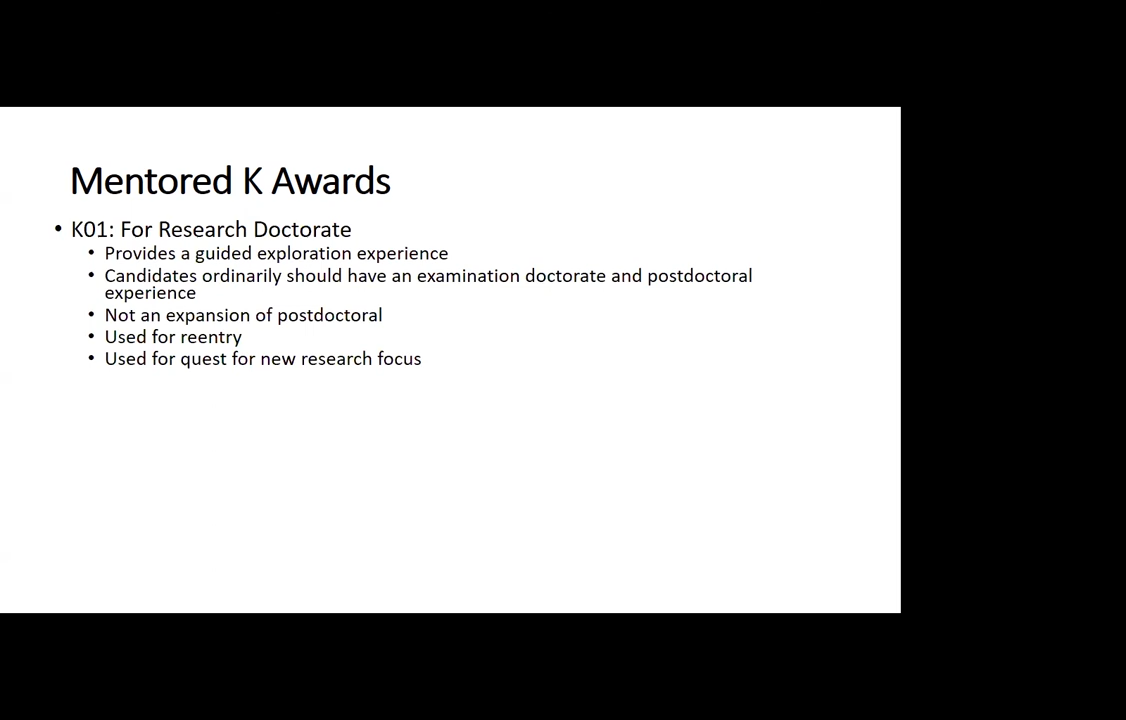 Mentored K Awards
• K01: For Research Doctorate
• Provides a guided exploration experience
• Candidates ordinarily should have an examination doctorate and postdoctoral
experience
• Not an expansion of postdoctoral
• Used for reentry
• Used for quest for new research focus